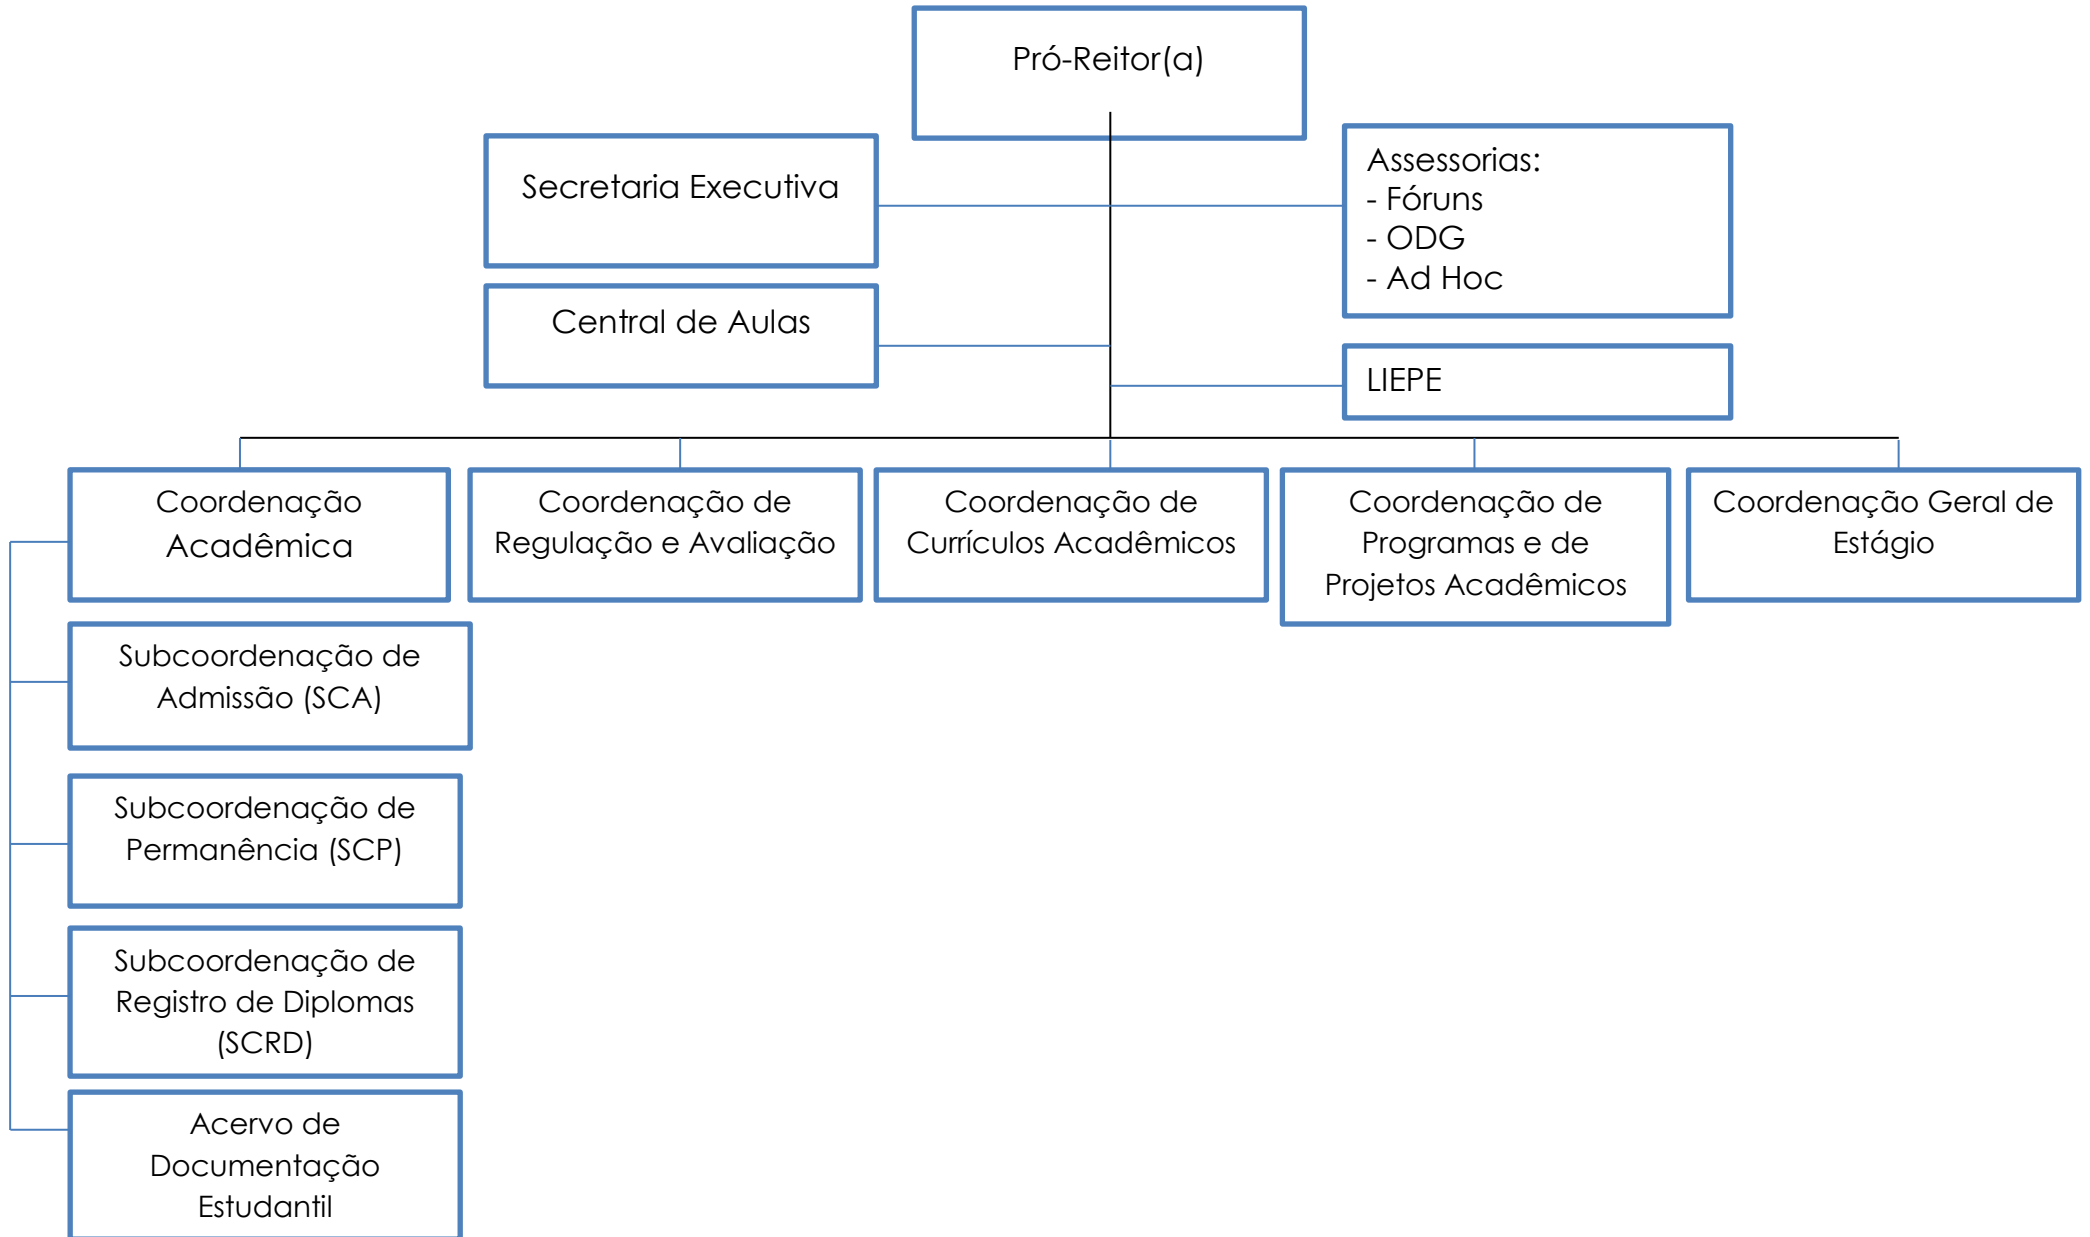 Pró-Reitor(a)
Secretaria Executiva
Assessorias:
- Fóruns
- ODG
- Ad Hoc
Central de Aulas
LIEPE
Coordenação
Acadêmica
Coordenação de
Regulação e Avaliação
Coordenação de
Currículos Acadêmicos
Coordenação de
Programas e de
Projetos Acadêmicos
Coordenação Geral de
Estágio
Subcoordenação de
Admissão (SCA)
Subcoordenação de
Permanência (SCP)
Subcoordenação de
Registro de Diplomas
(SCRD)
Acervo de
Documentação
Estudantil